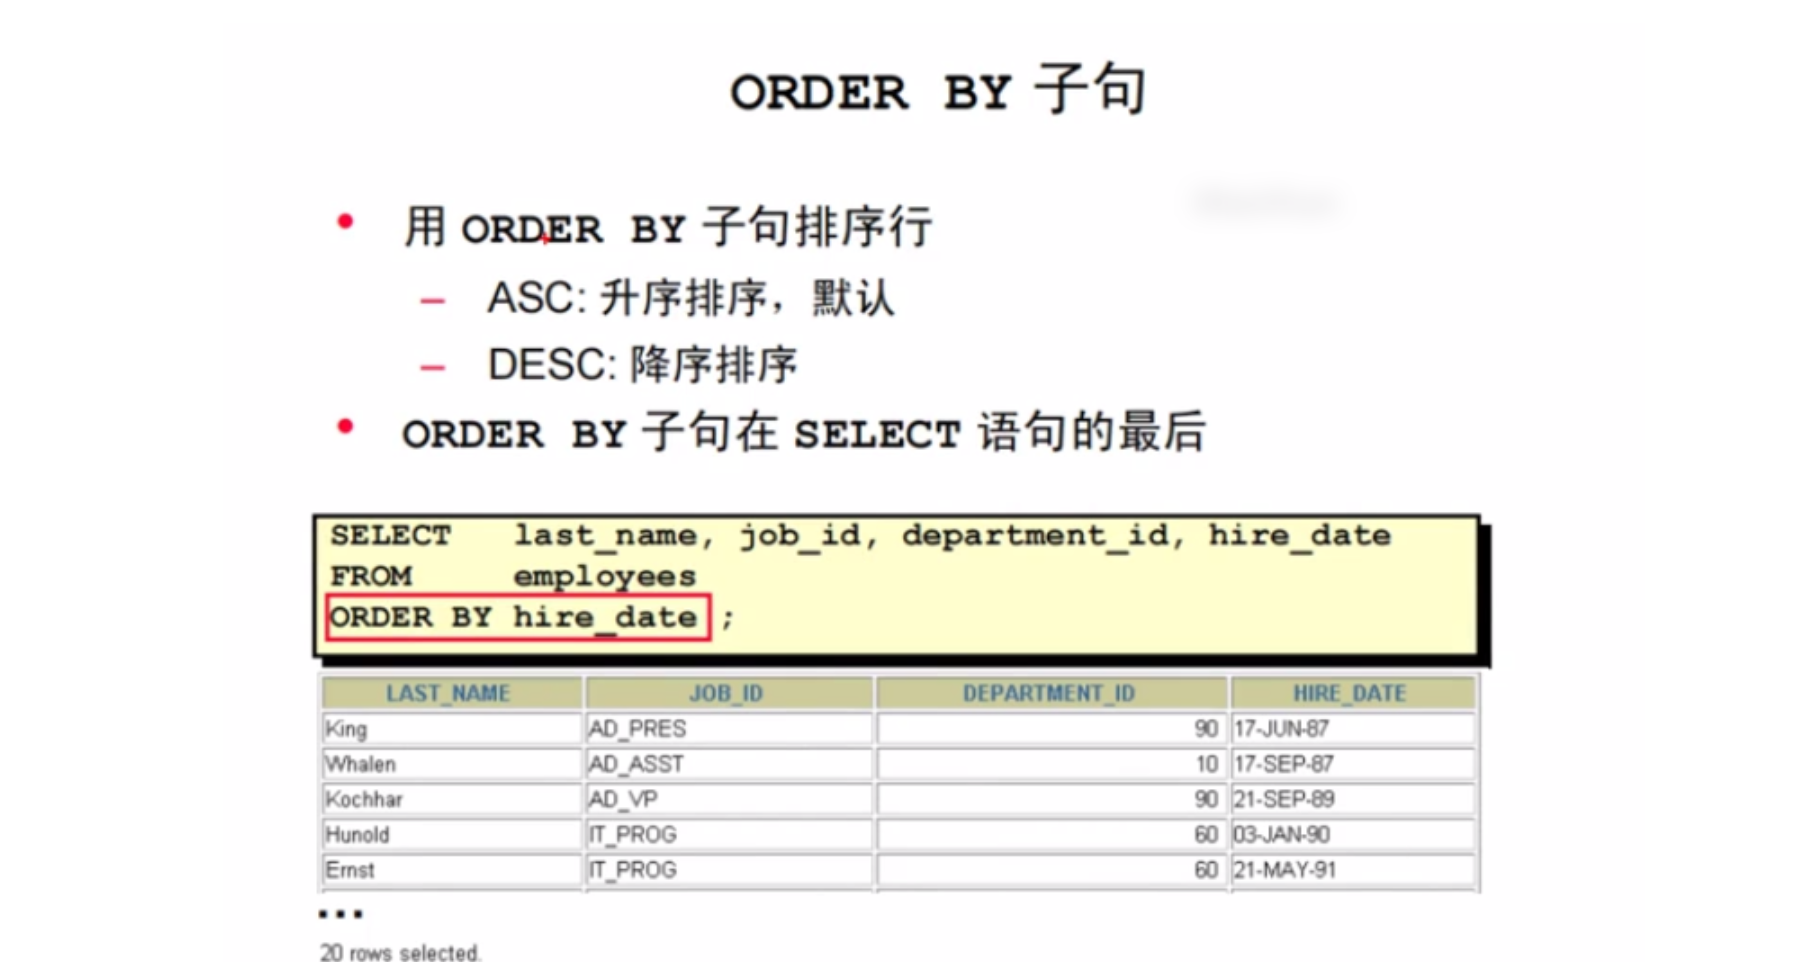 ORDER BY 子句
• 用 ORDER BY 子句排序行
– ASC: 升序排序，默认
– DESC: 降序排序
• ORDER BY 子句在 SELECT 语句的最后
SELECT last_name, job_id, department_id, hire_date
FROM employees
ORDER BY hire_date ;
LAST_NAME JOB_ID DEPARTMENT_ID HIRE_DATE
King AD_PRES 90 17-JUN-87
Whalen AD_ASST 10 17-SEP-87
Kochhar AD_VP 90 21-SEP-89
Hunold IT_PROG 60 03-JAN-90
Ernst IT_PROG 60 21-MAY-91
...
20 rows selected.